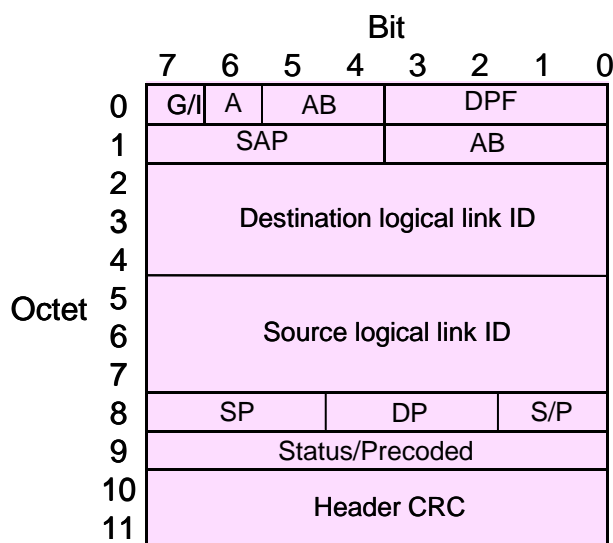 Bit
7 6 5 4 3 2 1 0
0 G/I A AB DPF
1 SAP AB
2
3 Destination logical link ID
4
Octet 5
6 Source logical link ID
7
8 SP DP S/P
9 Status/Precoded
10
Header CRC
11